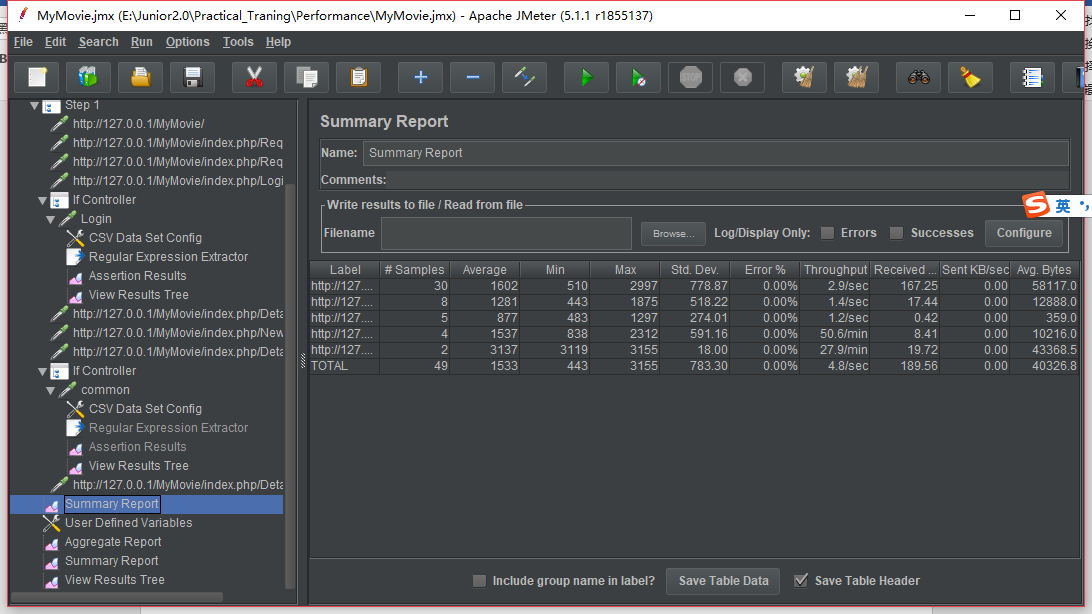 MyMovie.jmx (E:\Junior2.0\Practical_Traning\Performance\MyMovie.jmx) - Apache JMeter (5.1.1 r1855137)
File Edit Search Run Options Tools Help
STOP
Step 1
http://127.0.0.1/MyMovie/
http://127.0.0.1/MyMovie/index.php/Req
http://127.0.0.1/MyMovie/index.php/Req
http://127.0.0.1/MyMovie/index.php/Logi
If Controller
Login
CSV Data Set Config
Regular Expression Extractor
Assertion Results
View Results Tree
http://127.0.0.1/MyMovie/index.php/Deta
http://127.0.0.1/MyMovie/index.php/New
http://127.0.0.1/MyMovie/index.php/Deta
If Controller
common
CSV Data Set Config
Regular Expression Extractor
Assertion Results
View Results Tree
http://127.0.0.1/MyMovie/index.php/Deta
Summary Report
User Defined Variables
Aggregate Report
Summary Report
View Results Tree
Summary Report
Name: Summary Report
Comments:
Write results to file / Read from file
S 英
Filename Browse... Log/Display Only: Errors Successes Configure
Label # Samples Average Min Max Std. Dev. Error % Throughput Received ... Sent KB/sec Avg. Bytes
http://127.... 30 1602 510 2997 778.87 0.00% 2.9/sec 167.25 0.00 58117.0
http://127.... 8 1281 443 1875 518.22 0.00% 1.4/sec 17.44 0.00 12888.0
http://127.... 5 877 483 1297 274.01 0.00% 1.2/sec 0.42 0.00 359.0
http://127.... 4 1537 838 2312 591.16 0.00% 50.6/min 8.41 0.00 10216.0
http://127.... 2 3137 3119 3155 18.00 0.00% 27.9/min 19.72 0.00 43368.5
TOTAL 49 1533 443 3155 783.30 0.00% 4.8/sec 189.56 0.00 40326.8
Include group name in label? Save Table Data Save Table Header